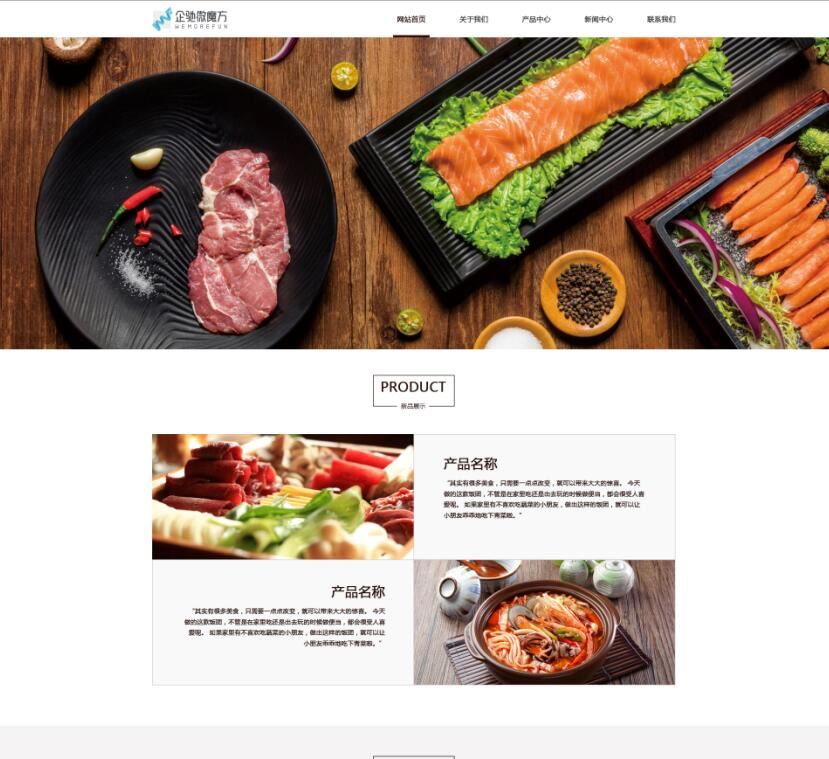 企驰微魔方
WEMOREFUN
网站首页
关于我们
产品中心
新闻中心
联系我们
PRODUCT
新品展示
产品名称
“其实有很多美食，只需要一点点改变，就可以带来大大的惊喜。 今天
做的这款饭团，不管是在家里吃还是出去玩的时候做便当，都会很受人喜
爱呢。 如果家里有不喜欢吃蔬菜的小朋友，做出这样的饭团，就可以让
小朋友乖乖地吃下青菜啦。”
产品名称
“其实有很多美食，只需要一点点改变，就可以带来大大的惊喜。 今天
做的这款饭团，不管是在家里吃还是出去玩的时候做便当，都会很受人喜
爱呢。 如果家里有不喜欢吃蔬菜的小朋友，做出这样的饭团，就可以让
小朋友乖乖地吃下青菜啦。”